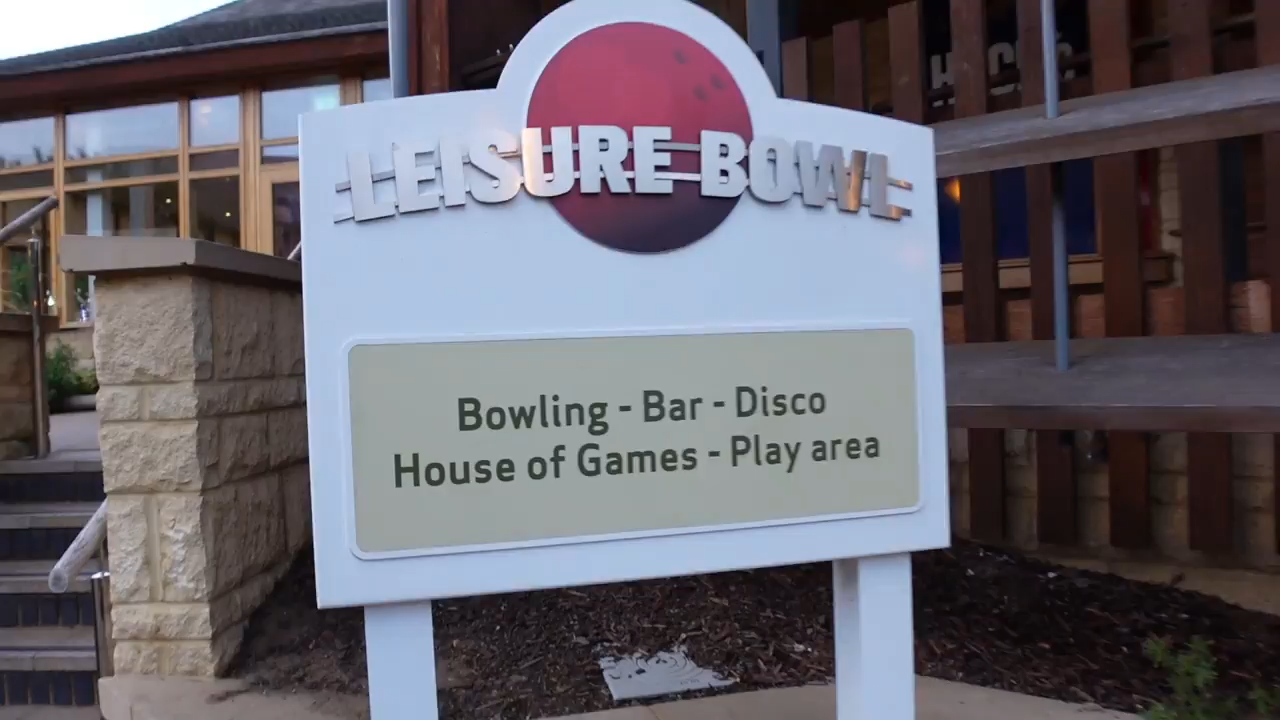 LEISURE BOWL
Bowling - Bar - Disco
House of Games - Play area